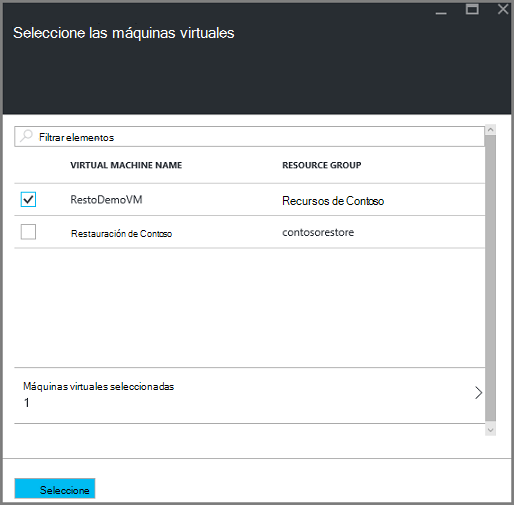 Seleccione las máquinas virtuales
Filtrar elementos
VIRTUAL MACHINE NAME RESOURCE GROUP
RestoDemoVM Recursos de Contoso
Restauración de Contoso contosorestore
Máquinas virtuales seleccionadas
1
Seleccione